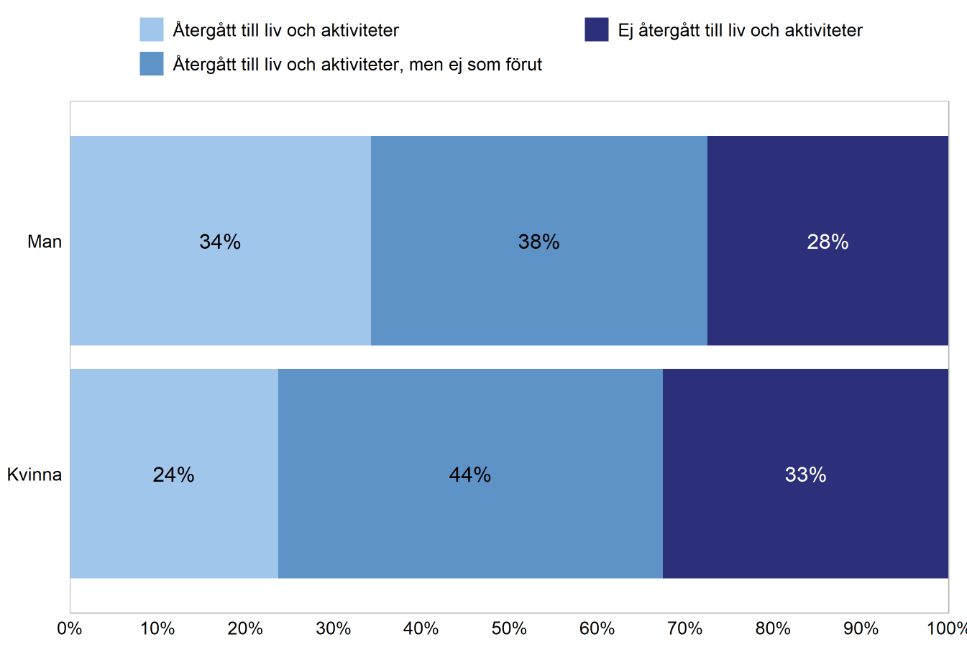 Återgått till liv och aktiviteter
Ej återgått till liv och aktiviteter
Återgått till liv och aktiviteter, men ej som förut
Man
34%
38%
28%
Kvinna
24%
44%
33%
0% 10% 20% 30% 40% 50% 60% 70% 80% 90% 100%